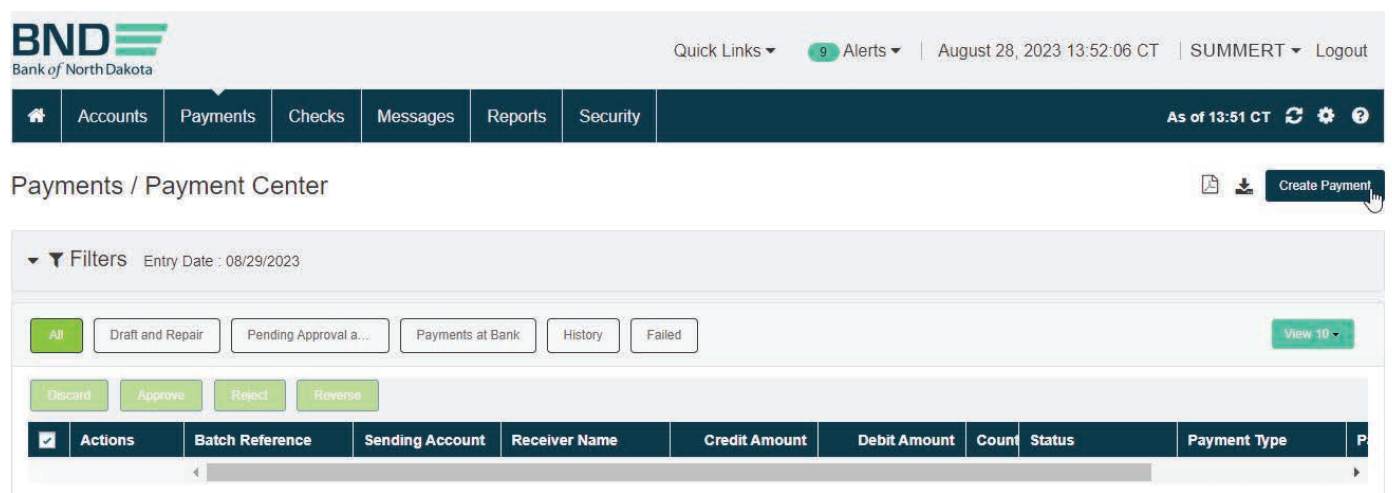 BND
Bank of North Dakota
Quick Links 9 Alerts | August 28, 2023 13:52:06 CT | SUMMERT Logout
Accounts Payments Checks Messages Reports Security As of 13:51 CT
Payments / Payment Center Create Payment
Filters Entry Date : 08/29/2023
All Draft and Repair Pending Approval a... Payments at Bank History Failed View 10
Discard Approve Reject Reverse
Actions Batch Reference Sending Account Receiver Name Credit Amount Debit Amount Count Status Payment Type P